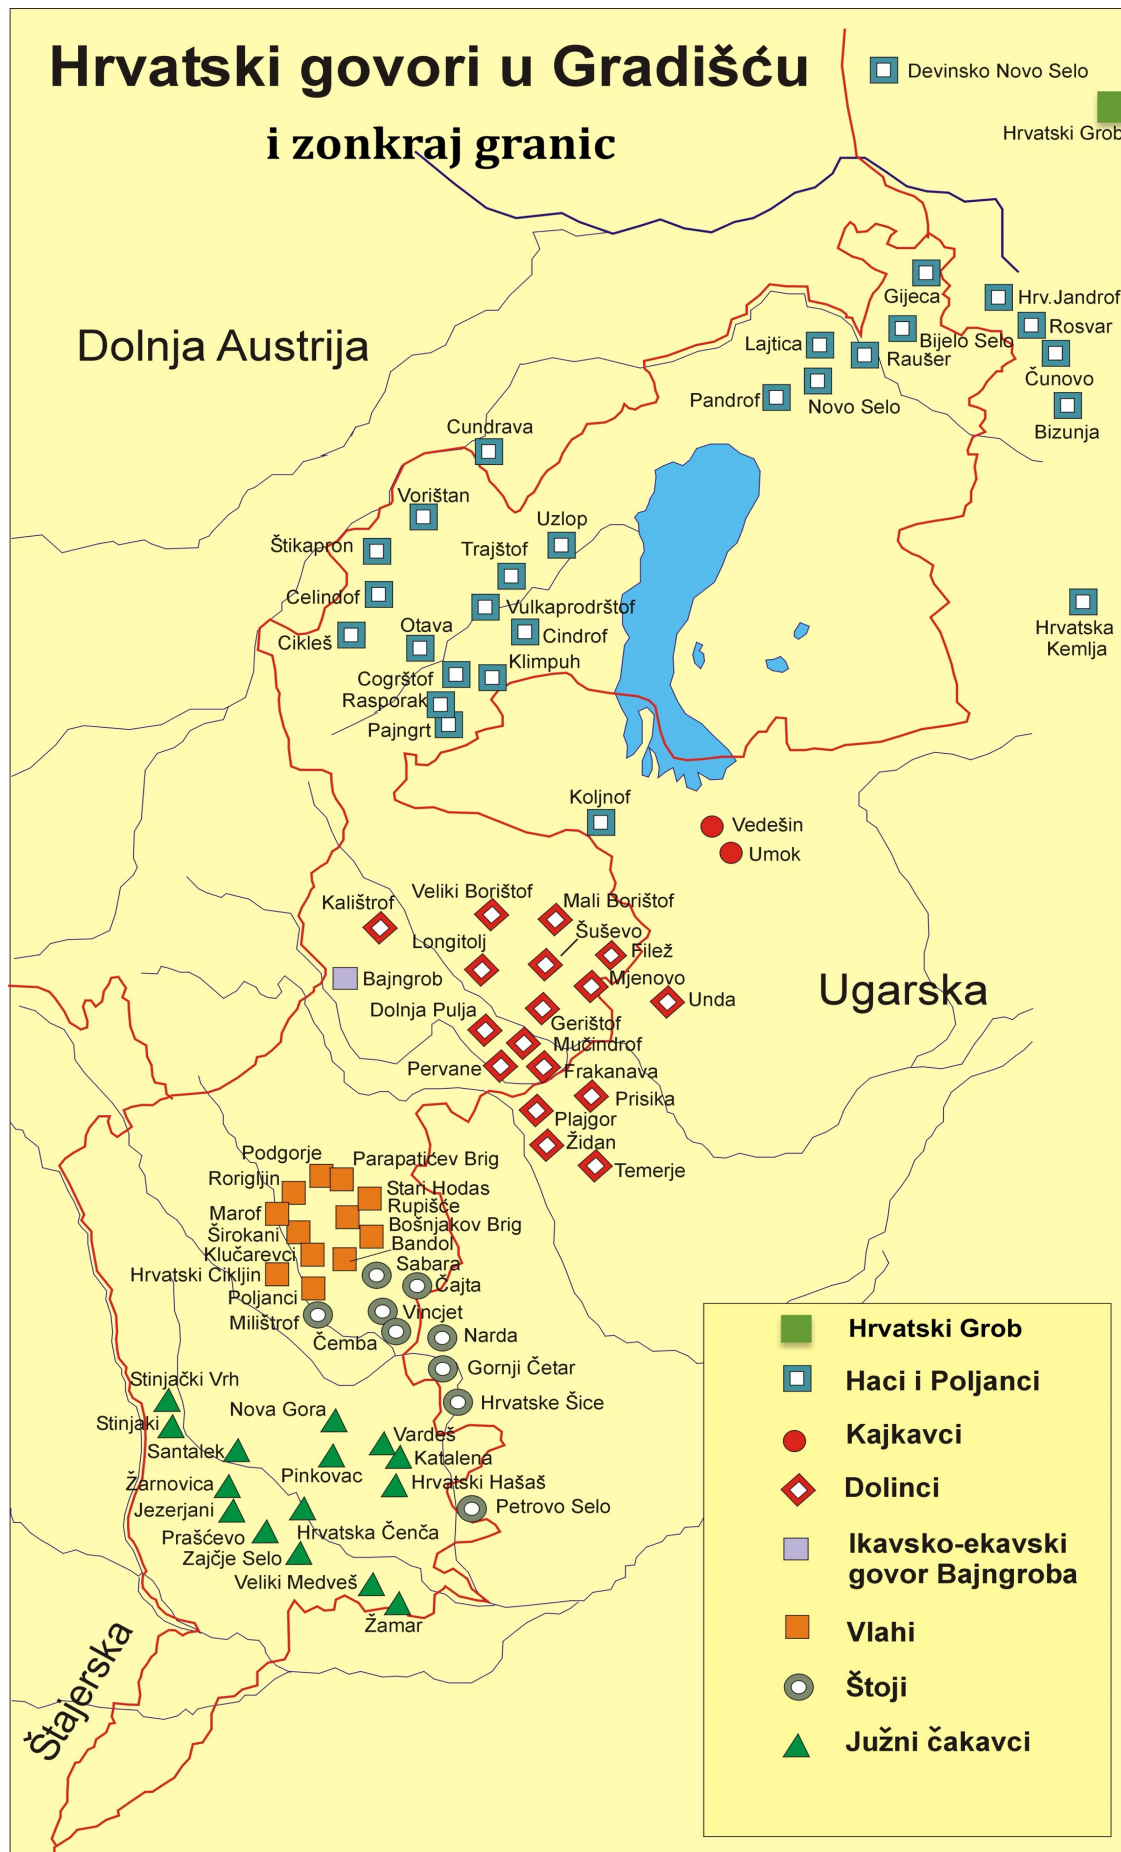 Hrvatski govori u Gradišću
i zonkraj granic
Devinsko Novo Selo
Hrvatski Grob
Dolnja Austrija
Gijeca
Hrv.Jandrof
Rosvar
Bijelo Selo
Lajtica
Raušer
Čunovo
Pandrof
Novo Selo
Bizunja
Cundrava
Vorištan
Uzlop
Štikapron
Trajštof
Celindof
Vulkaprodrštof
Otava
Cindrof
Cikleš
Hrvatska
Kemlja
Klimpuh
Cogrštof
Rasporak
Pajngrt
Koljnof
Vedešin
Umok
Veliki Borištof
Kalištrof
Mali Borištof
Šuševo
Longitolj
Filež
Bajngrob
Mjenovo
Ugarska
Unda
Dolnja Pulja
Gerištof
Mučindrof
Pervane
Frakanava
Prisika
Plajgor
Židan
Temerje
Podgorje
Parapatićev Brig
Rorigljin
Stari Hodas
Rupišće
Marof
Bošnjakov Brig
Širokani
Bandol
Klučarevci
Sabara
Hrvatski Cikljin
Čajta
Poljanci
Vincjet
Milištrof
Čemba
Narda
Gornji Četar
Stinjački Vrh
Hrvatske Šice
Nova Gora
Stinjaki
Vardeš
Santalek
Katalena
Pinkovac
Žarnovica
Hrvatski Hašaš
Jezerjani
Petrovo Selo
Prašćevo
Hrvatska Čenča
Zajčje Selo
Veliki Medveš
Žamar
Štajerska
Hrvatski Grob
Haci i Poljanci
Kajkavci
Dolinci
Ikavsko-ekavski
govor Bajngroba
Vlahi
Štoji
Južni čakavci